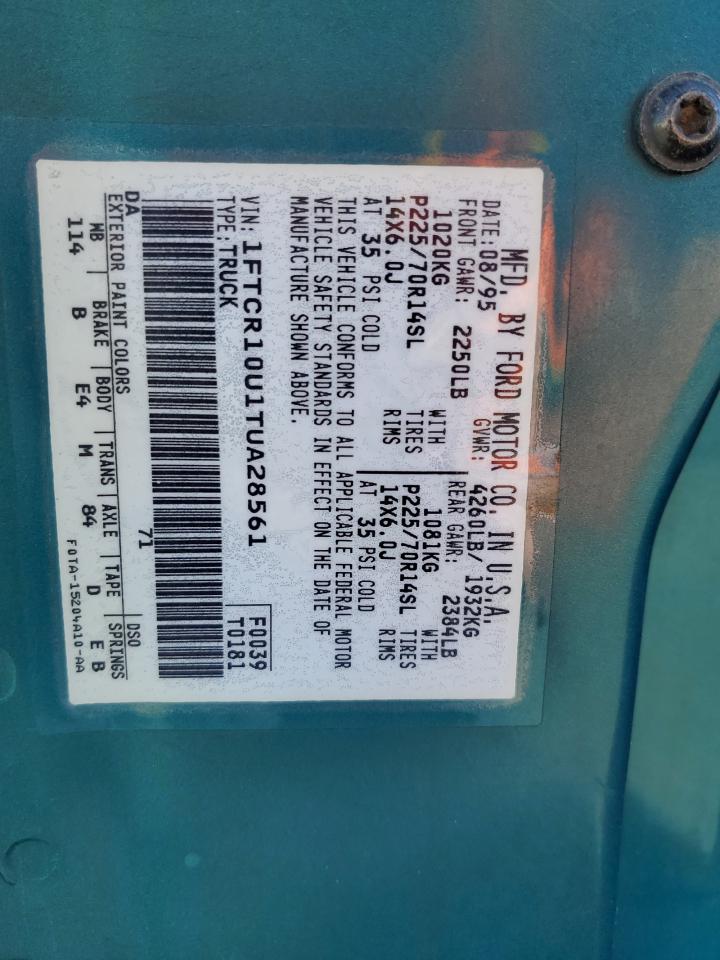 MFD. BY FORD MOTOR CO. IN U.S.A.
DATE: 08/95 GVWR: 4260LB/ 1932KG
FRONT GAWR: 2250LB REAR GAWR: 2384LB
1020KG WITH 1081KG WITH
P225/70R14SL TIRES P225/70R14SL TIRES
14X6.0J RIMS 14X6.0J RIMS
AT 35 PSI COLD AT 35 PSI COLD
THIS VEHICLE CONFORMS TO ALL APPLICABLE FEDERAL MOTOR
VEHICLE SAFETY STANDARDS IN EFFECT ON THE DATE OF
MANUFACTURE SHOWN ABOVE.
VIN: 1FTCR10U1TUA28561 F0039
TYPE: TRUCK T0181
DA 71
EXTERIOR PAINT COLORS DSO
WB BRAKE BODY TRANS AXLE TAPE SPRINGS
114 B E4 M 84 D E B
F0TA-15204A10-AA